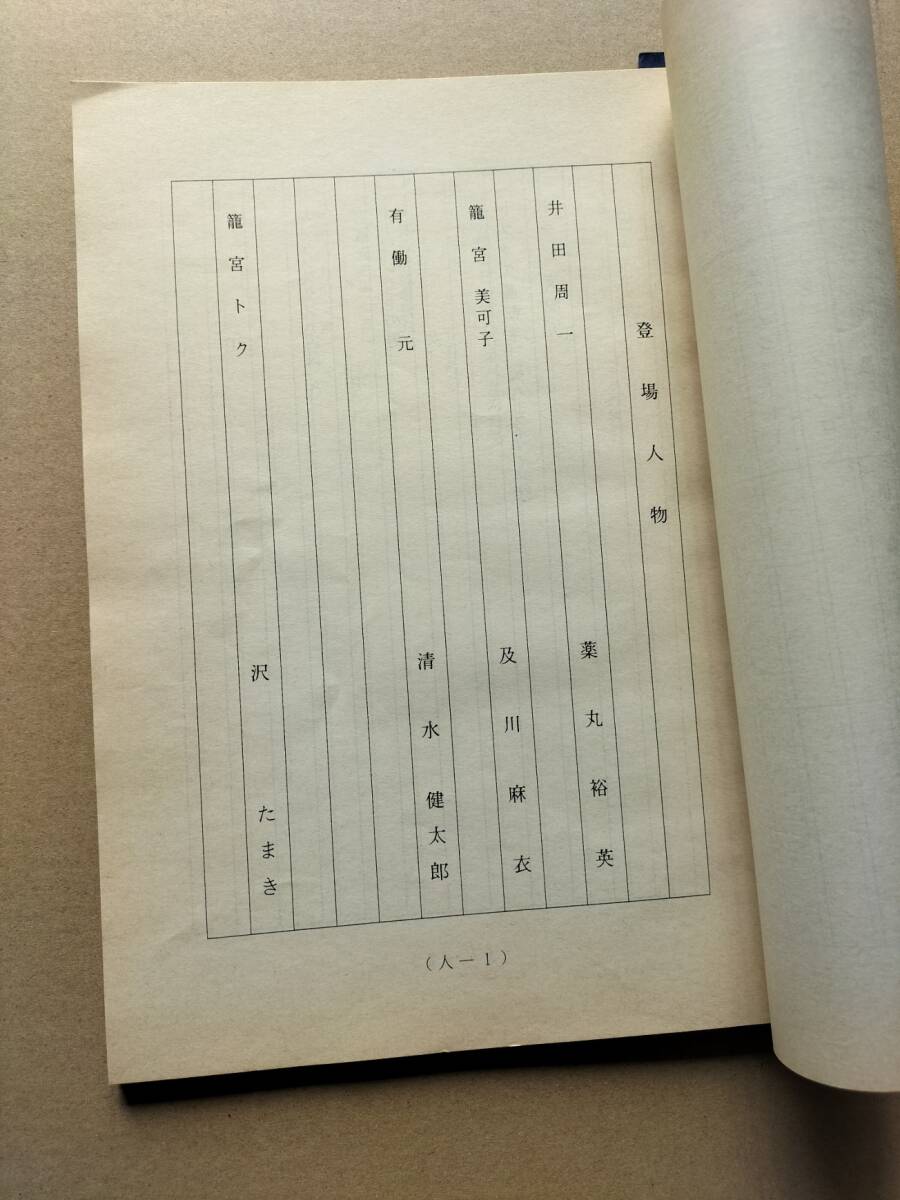 登場人物
井田周一 薬丸裕英
籠宮美可子 及川麻衣
有働元 清水健太郎
籠宮トク 沢たまき
(人―1)